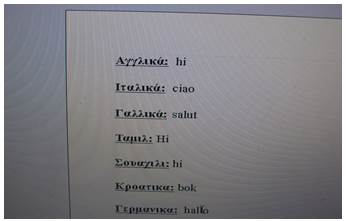 Αγγλικά: hi
Ιταλικά: ciao
Γαλλικά: salut
Ταμιλ: Hi
Σουαχιλι: hi
Κροατικα: bok
Γερμανικα: hallo